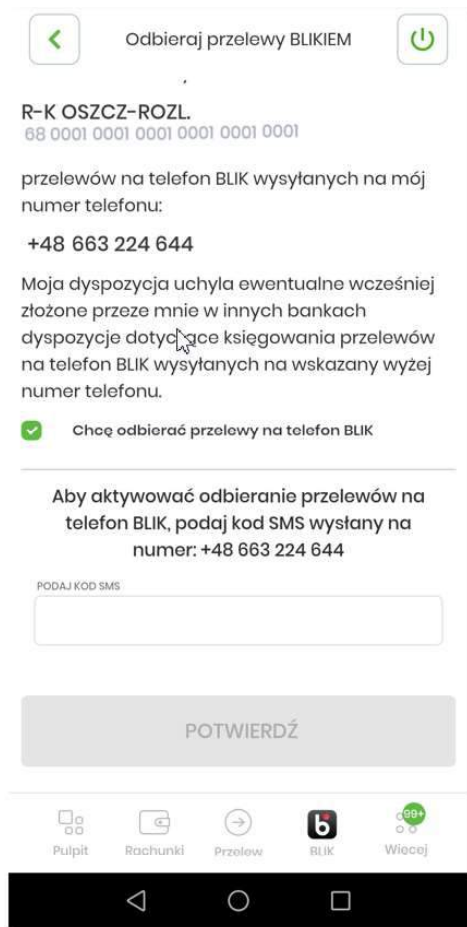 Odbieraj przelewy BLIKIEM
R-K OSZCZ-ROZL.
68 0001 0001 0001 0001 0001 0001
przelewów na telefon BLIK wysyłanych na mój
numer telefonu:
+48 663 224 644
Moja dyspozycja uchyla ewentualne wcześniej
złożone przeze mnie w innych bankach
dyspozycje dotyczące księgowania przelewów
na telefon BLIK wysyłanych na wskazany wyżej
numer telefonu.
Chcę odbierać przelewy na telefon BLIK
Aby aktywować odbieranie przelewów na
telefon BLIK, podaj kod SMS wysłany na
numer: +48 663 224 644
PODAJ KOD SMS
POTWIERDŹ
99+
Pulpit Rachunki Przelew BLIK Więcej